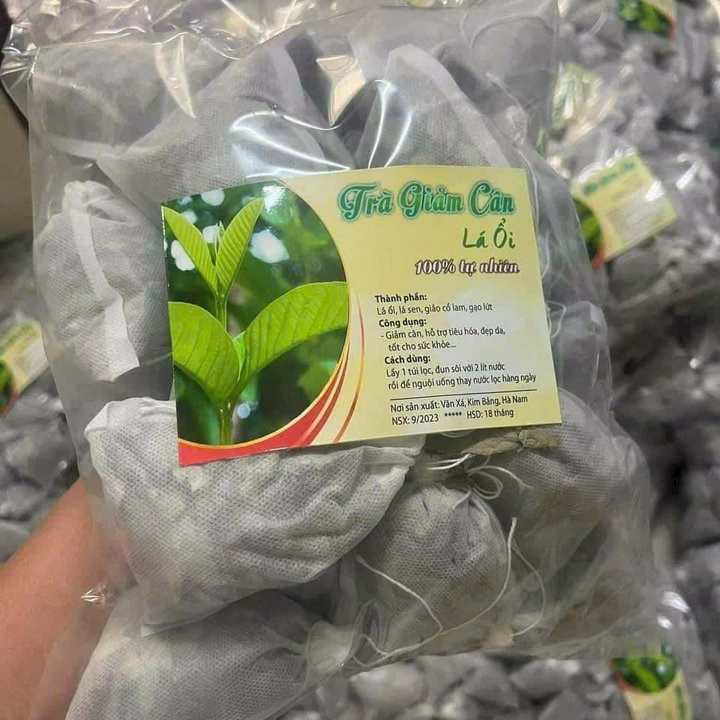 Trà Giảm Cân
Lá Ổi
100% tự nhiên
Thành phần:
Lá ổi, lá sen, giảo cổ lam, gạo lứt
Công dụng:
- Giảm cân, hỗ trợ tiêu hóa, đẹp da,
tốt cho sức khỏe...
Cách dùng:
Lấy 1 túi lọc, đun sôi với 2 lít nước
rồi để nguội uống thay nước lọc hàng ngày
Nơi sản xuất: Văn Xá, Kim Bảng, Hà Nam
NSX: 9/2023 ***** HSD: 18 tháng